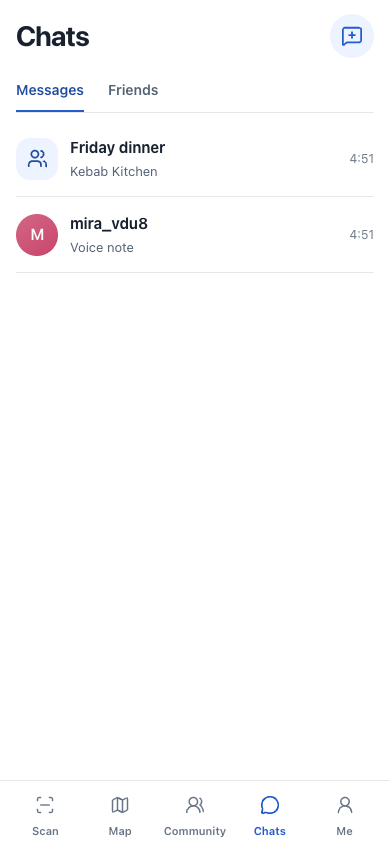 Chats
Messages Friends
Friday dinner
Kebab Kitchen
4:51
M
mira_vdu8
Voice note
4:51
Scan Map Community Chats Me